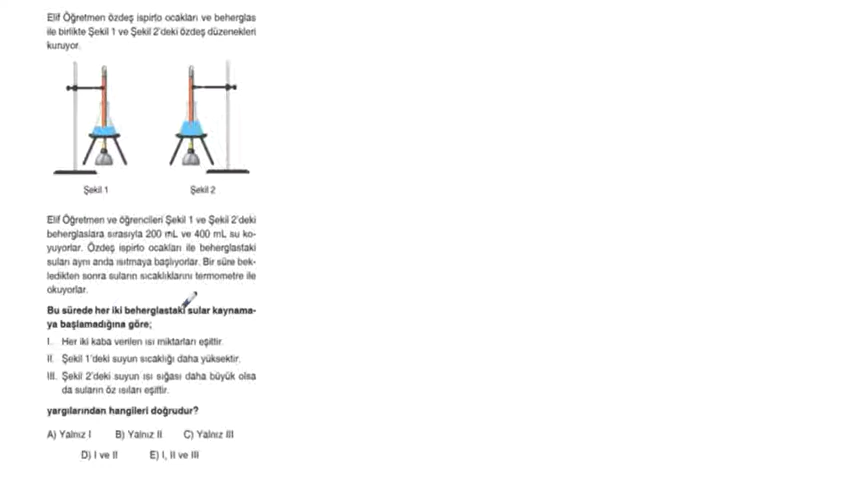 Elif Öğretmen özdeş ispirto ocakları ve beherglas
ile birlikte Şekil 1 ve Şekil 2'deki özdeş düzenekleri
kuruyor.
Şekil 1
Şekil 2
Elif Öğretmen ve öğrencileri Şekil 1 ve Şekil 2'deki
beherglaslara sırasıyla 200 mL ve 400 mL su ko-
yuyorlar. Özdeş ispirto ocakları ile beherglastaki
suları aynı anda ısıtmaya başlıyorlar. Bir süre bek-
ledikten sonra suların sıcaklıklarını termometre ile
okuyorlar.
Bu sürede her iki beherglastaki sular kaynama-
ya başlamadığına göre;
I. Her iki kaba verilen ısı miktarları eşittir.
II. Şekil 1'deki suyun sıcaklığı daha yüksektir.
III. Şekil 2'deki suyun ısı sığası daha büyük olsa
da suların öz ısıları eşittir.
yargılarından hangileri doğrudur?
A) Yalnız I B) Yalnız II C) Yalnız III
D) I ve II E) I, II ve III